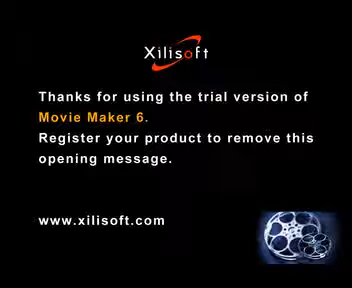 Xilisoft
Thanks for using the trial version of
Movie Maker 6.
Register your product to remove this
opening message.
www.xilisoft.com